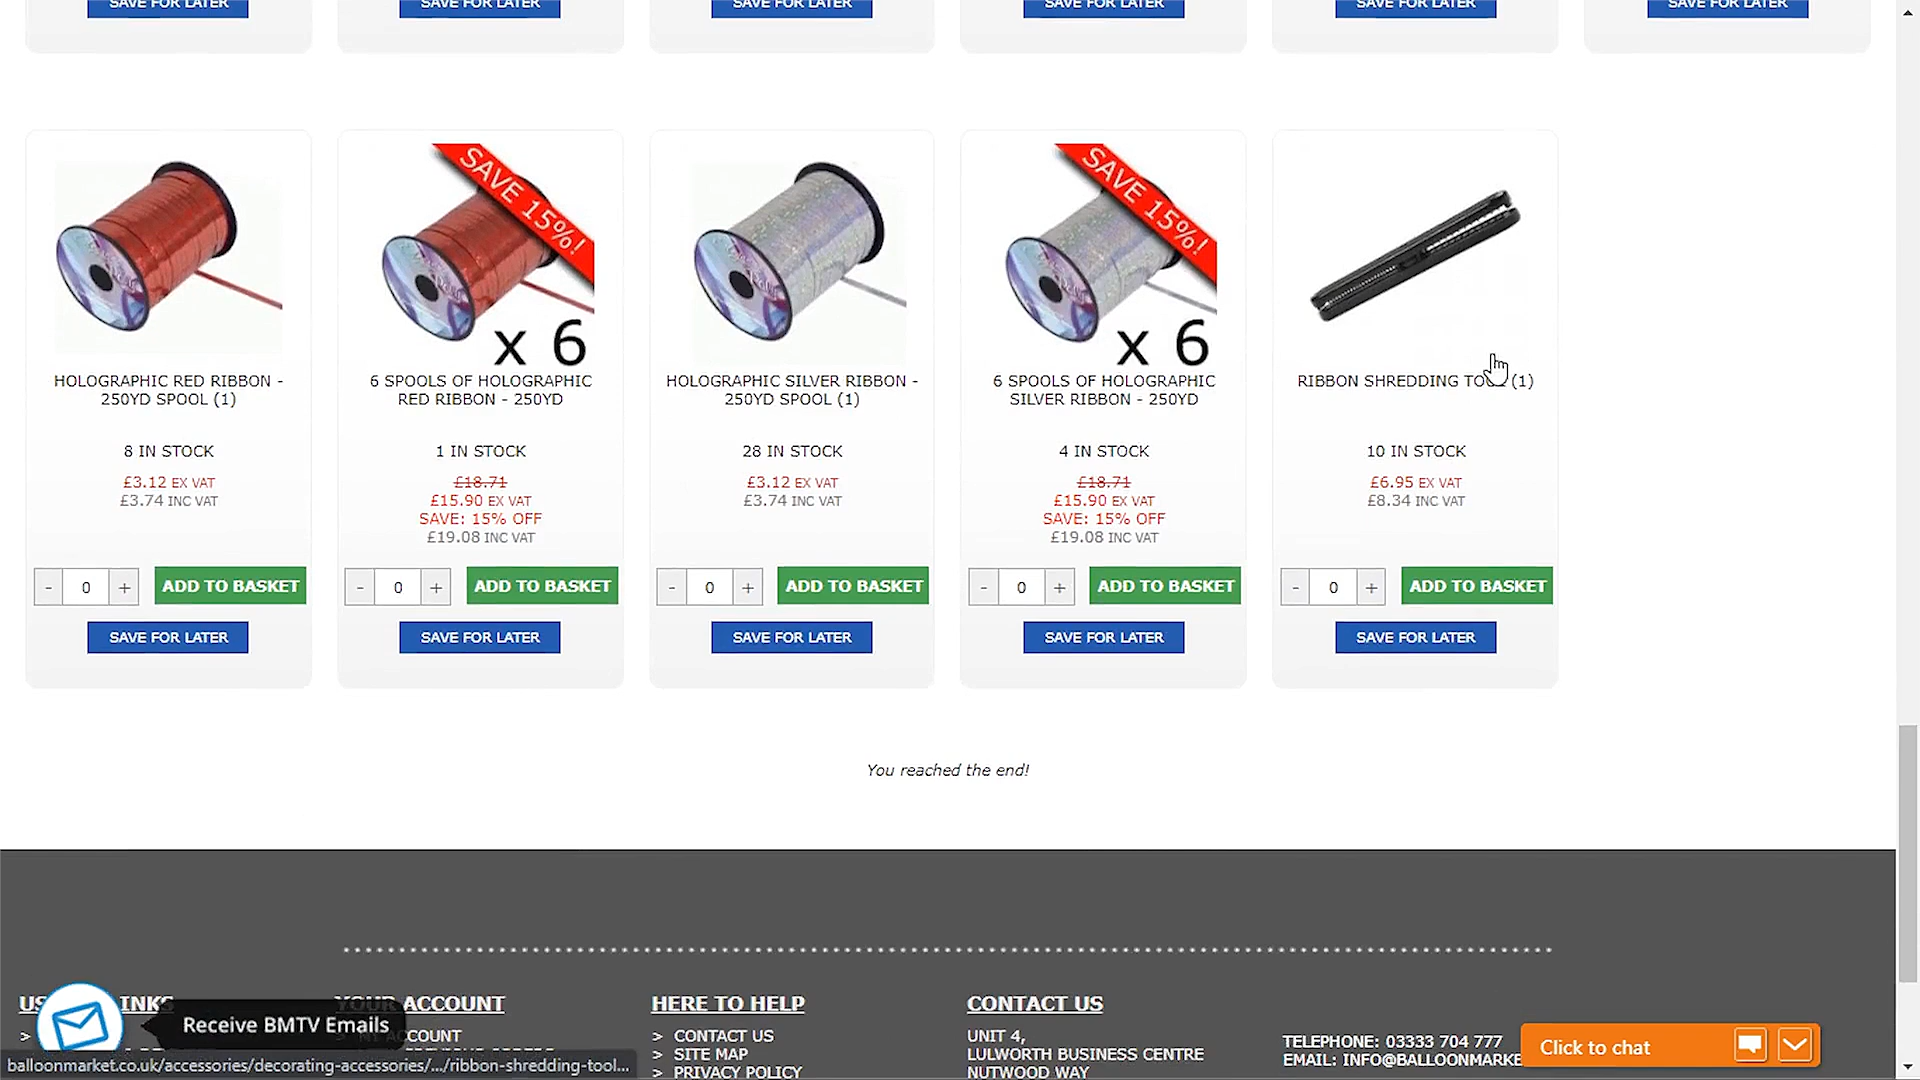 SAVE FOR LATER SAVE FOR LATER SAVE FOR LATER SAVE FOR LATER SAVE FOR LATER SAVE FOR LATER
SAVE 15%!
x 6
SAVE 15%!
x 6
HOLOGRAPHIC RED RIBBON -
250YD SPOOL (1)
8 IN STOCK
£3.12 EX VAT
£3.74 INC VAT
- 0 + ADD TO BASKET
SAVE FOR LATER
6 SPOOLS OF HOLOGRAPHIC
RED RIBBON - 250YD
1 IN STOCK
£18.71
£15.90 EX VAT
SAVE: 15% OFF
£19.08 INC VAT
- 0 + ADD TO BASKET
SAVE FOR LATER
HOLOGRAPHIC SILVER RIBBON -
250YD SPOOL (1)
28 IN STOCK
£3.12 EX VAT
£3.74 INC VAT
- 0 + ADD TO BASKET
SAVE FOR LATER
6 SPOOLS OF HOLOGRAPHIC
SILVER RIBBON - 250YD
4 IN STOCK
£18.71
£15.90 EX VAT
SAVE: 15% OFF
£19.08 INC VAT
- 0 + ADD TO BASKET
SAVE FOR LATER
RIBBON SHREDDING (1)
10 IN STOCK
£6.95 EX VAT
£8.34 INC VAT
- 0 + ADD TO BASKET
SAVE FOR LATER
You reached the end!
YOUR ACCOUNT
ACCOUNT
HERE TO HELP
> CONTACT US
> SITE MAP
> PRIVACY POLICY
CONTACT US
UNIT 4,
LULWORTH BUSINESS CENTRE
NUTWOOD WAY
TELEPHONE: 03333 704 777
EMAIL: INFO@BALLOONMARKE
Receive BMTV Emails
Click to chat
balloonmarket.co.uk/accessories/decorating-accessories/.../ribbon-shredding-tool...